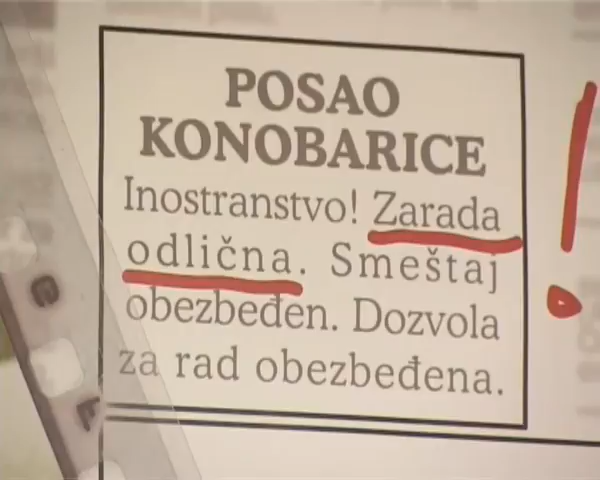 POSAO
KONOBARICE
Inostranstvo! Zarada
odlična. Smeštaj
obezbeđen. Dozvola
za rad obezbeđena.
!